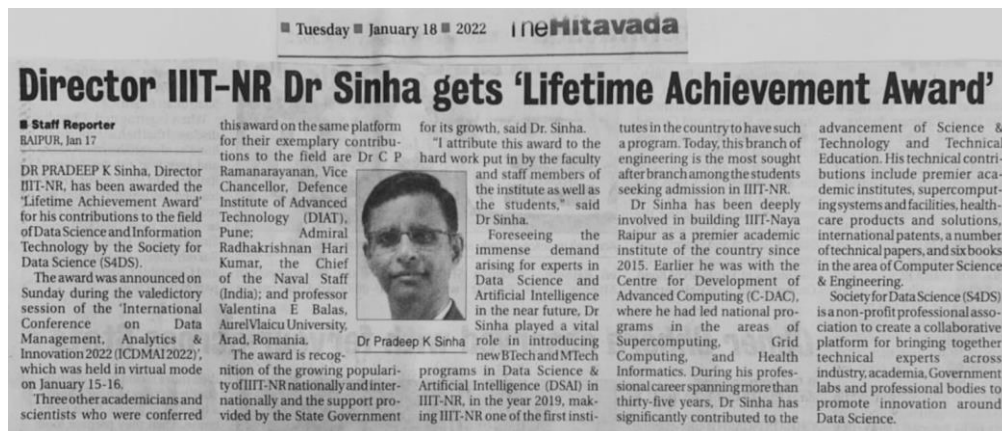 ■ Tuesday ■ January 18 ■ 2022 The Hitavada
Director IIIT-NR Dr Sinha gets ‘Lifetime Achievement Award’
■ Staff Reporter
RAIPUR, Jan 17
DR PRADEEP K Sinha, Director
IIIT-NR, has been awarded the
‘Lifetime Achievement Award’
for his contributions to the field
of Data Science and Information
Technology by the Society for
Data Science (S4DS).
The award was announced on
Sunday during the valedictory
session of the ‘International
Conference on Data
Management, Analytics &
Innovation 2022 (ICDMAI 2022)’,
which was held in virtual mode
on January 15-16.
Three other academicians and
scientists who were conferred
this award on the same platform
for their exemplary contribu-
tions to the field are Dr C P
Ramanarayanan, Vice
Chancellor, Defence
Institute of Advanced
Technology (DIAT),
Pune; Admiral
Radhakrishnan Hari
Kumar, the Chief
of the Naval Staff
(India); and professor
Valentina E Balas,
AurelVlaicu University,
Arad, Romania.
The award is recog-
nition of the growing populari-
ty of IIIT-NR nationally and inter-
nationally and the support pro-
vided by the State Government
for its growth, said Dr. Sinha.
"I attribute this award to the
hard work put in by the faculty
and staff members of
the institute as well as
the students," said
Dr Sinha.
Foreseeing the
immense demand
arising for experts in
Data Science and
Artificial Intelligence
in the near future, Dr
Sinha played a vital
role in introducing
new BTech and MTech
programs in Data Science &
Artificial Intelligence (DSAI) in
IIIT-NR, in the year 2019, mak-
ing IIIT-NR one of the first insti-
Dr Pradeep K Sinha
tutes in the country to have such
a program. Today, this branch of
engineering is the most sought
after branch among the students
seeking admission in IIIT-NR.
Dr Sinha has been deeply
involved in building IIIT-Naya
Raipur as a premier academic
institute of the country since
2015. Earlier he was with the
Centre for Development of
Advanced Computing (C-DAC),
where he had led national pro-
grams in the areas of
Supercomputing, Grid
Computing, and Health
Informatics. During his profes-
sional career spanning more than
thirty-five years, Dr Sinha has
significantly contributed to the
advancement of Science &
Technology and Technical
Education. His technical contri-
butions include premier aca-
demic institutes, supercomput-
ing systems and facilities, health-
care products and solutions,
international patents, a number
of technical papers, and six books
in the area of Computer Science
& Engineering.
Society for Data Science (S4DS)
is a non-profit professional asso-
ciation to create a collaborative
platform for bringing together
technical experts across
industry, academia, Government
labs and professional bodies to
promote innovation around
Data Science.